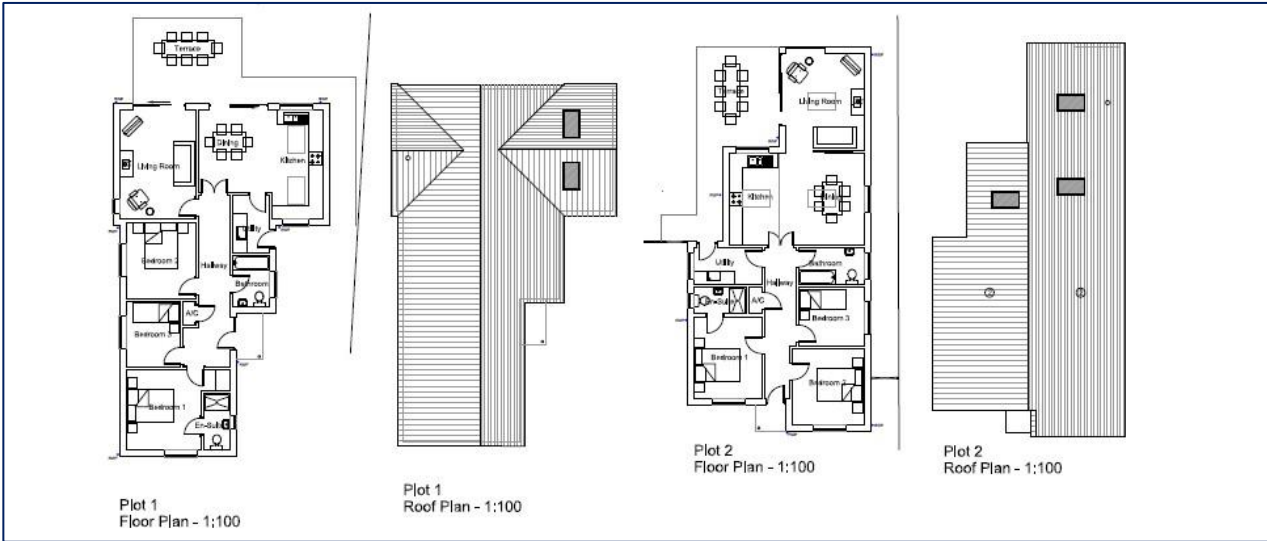 Terrace
Dining
Living Room
Kitchen
Utility
Bedroom 2
Hallway
Bathroom
A/C
Bedroom 3
Bedroom 1
En-Suite
Plot 1
Floor Plan - 1:100
Plot 1
Roof Plan - 1:100
Terrace
Living Room
Kitchen
Dining
Utility
Bathroom
Hallway
En-Suite
A/C
Bedroom 3
Bedroom 1
Bedroom 2
Plot 2
Floor Plan - 1:100
Plot 2
Roof Plan - 1:100